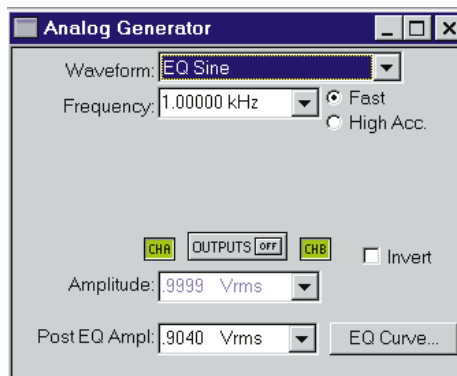 Analog Generator
Waveform: EQ Sine
Frequency: 1.00000 kHz
Fast
High Acc.
CHA OUTPUTS OFF CHB
Invert
Amplitude: .9999 Vrms
Post EQ Ampl: .9040 Vrms EQ Curve...